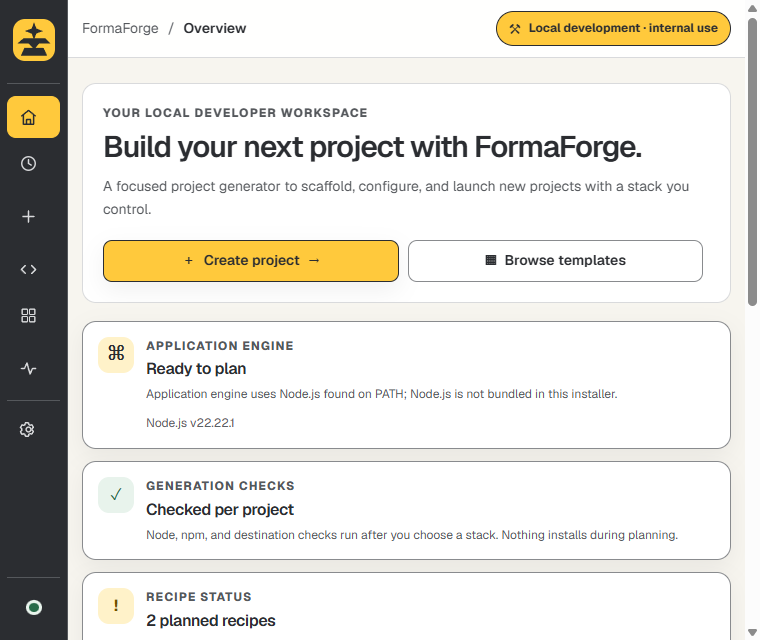 FormaForge / Overview
Local development · internal use
YOUR LOCAL DEVELOPER WORKSPACE
Build your next project with FormaForge.
A focused project generator to scaffold, configure, and launch new projects with a stack you
control.
+ Create project →
Browse templates
APPLICATION ENGINE
Ready to plan
Application engine uses Node.js found on PATH; Node.js is not bundled in this installer.
Node.js v22.22.1
GENERATION CHECKS
Checked per project
Node, npm, and destination checks run after you choose a stack. Nothing installs during planning.
RECIPE STATUS
2 planned recipes